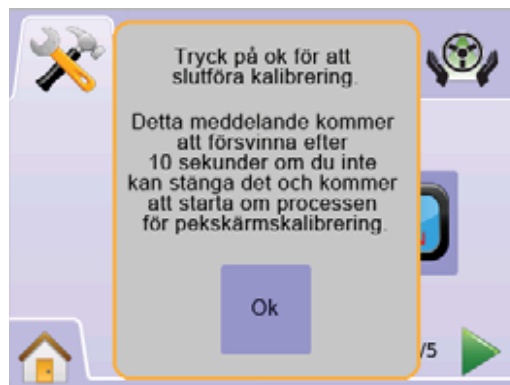 Tryck på ok för att
slutföra kalibrering.
Detta meddelande kommer
att försvinna efter
10 sekunder om du inte
kan stänga det och kommer
att starta om processen
för pekskärmskalibrering.
Ok
/5